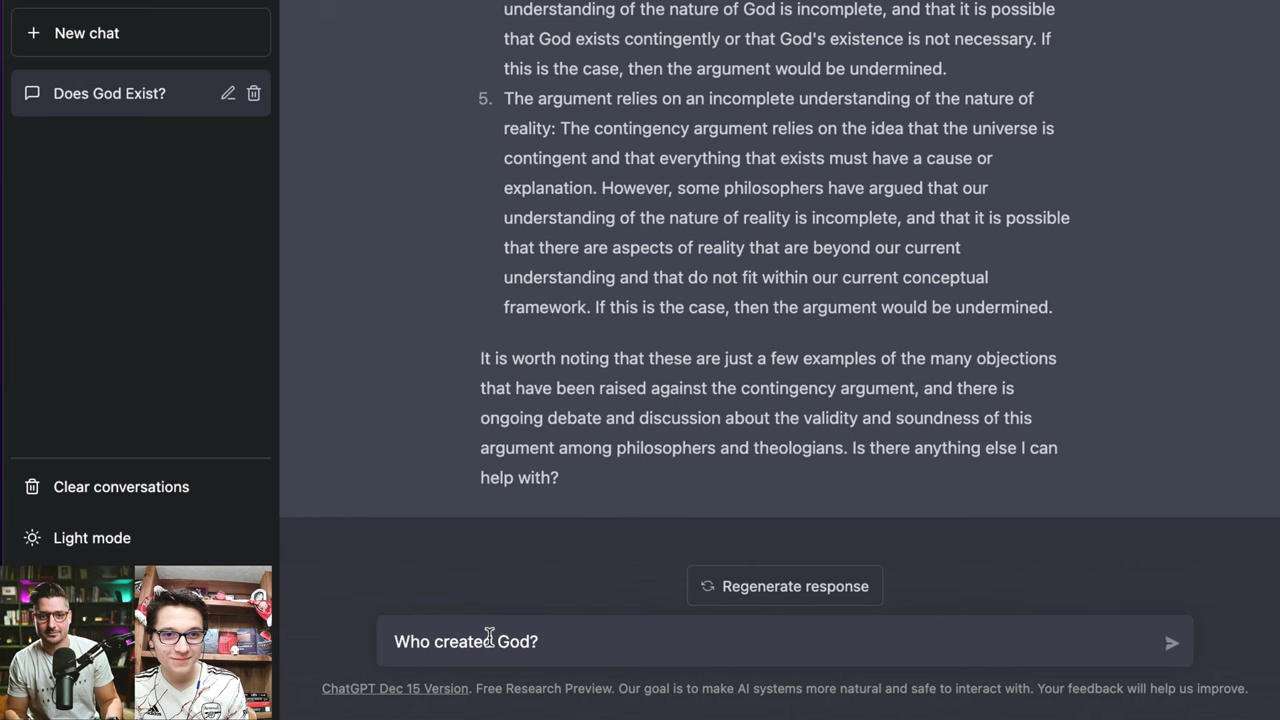 New chat
Does God Exist?
Clear conversations
Light mode
understanding of the nature of God is incomplete, and that it is possible
that God exists contingently or that God's existence is not necessary. If
this is the case, then the argument would be undermined.
5. The argument relies on an incomplete understanding of the nature of
reality: The contingency argument relies on the idea that the universe is
contingent and that everything that exists must have a cause or
explanation. However, some philosophers have argued that our
understanding of the nature of reality is incomplete, and that it is possible
that there are aspects of reality that are beyond our current
understanding and that do not fit within our current conceptual
framework. If this is the case, then the argument would be undermined.
It is worth noting that these are just a few examples of the many objections
that have been raised against the contingency argument, and there is
ongoing debate and discussion about the validity and soundness of this
argument among philosophers and theologians. Is there anything else I can
help with?
Regenerate response
Who created God?
ChatGPT Dec 15 Version. Free Research Preview. Our goal is to make AI systems more natural and safe to interact with. Your feedback will help us improve.